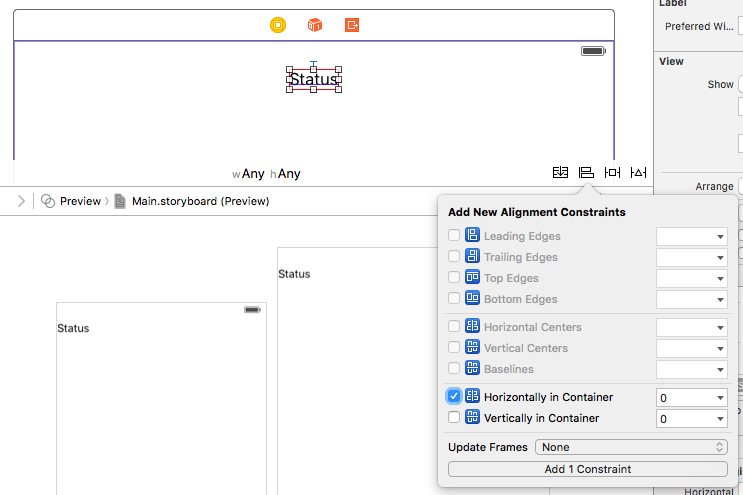 Label
Preferred Wi...
View
Show
Arrange
Status
wAny hAny
Preview
Main.storyboard (Preview)
Status
Status
Add New Alignment Constraints
Leading Edges
Trailing Edges
Top Edges
Bottom Edges
Horizontal Centers
Vertical Centers
Baselines
Horizontally in Container 0
Vertically in Container 0
Update Frames None
Add 1 Constraint
Horizontal